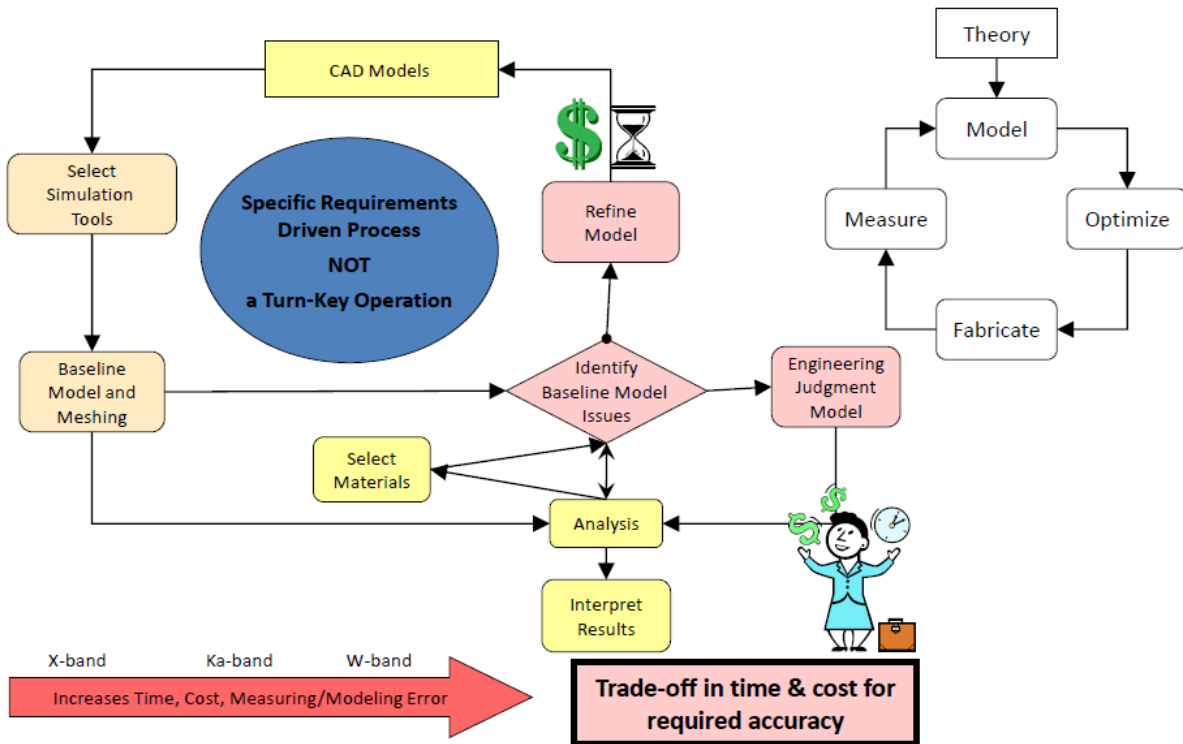 Theory
CAD Models
Model
Select
Simulation
Tools
Specific Requirements
Driven Process
NOT
a Turn-Key Operation
Refine
Model
Measure
Optimize
Fabricate
Baseline
Model and
Meshing
Identify
Baseline Model
Issues
Engineering
Judgment
Model
Select
Materials
Analysis
Interpret
Results
X-band
Ka-band
W-band
Increases Time, Cost, Measuring/Modeling Error
Trade-off in time & cost for
required accuracy